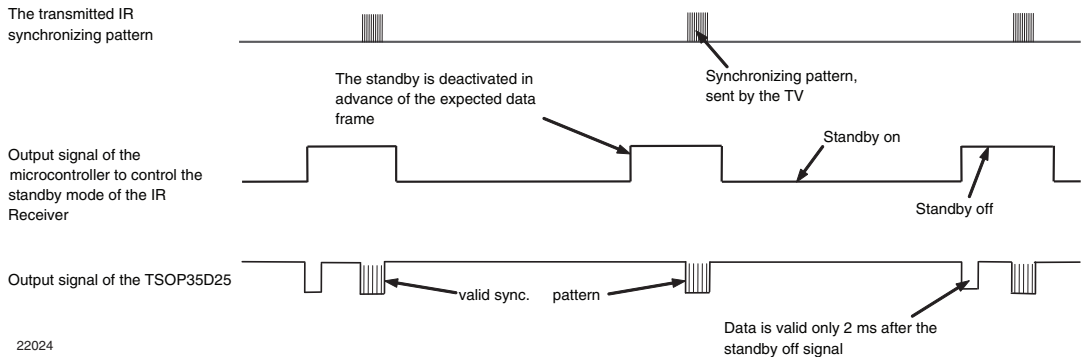 The transmitted IR
synchronizing pattern
Synchronizing pattern,
sent by the TV
The standby is deactivated in
advance of the expected data
frame
Standby on
Output signal of the
microcontroller to control the
standby mode of the IR
Receiver
Standby off
Output signal of the TSOP35D25
valid sync. pattern
Data is valid only 2 ms after the
standby off signal
22024